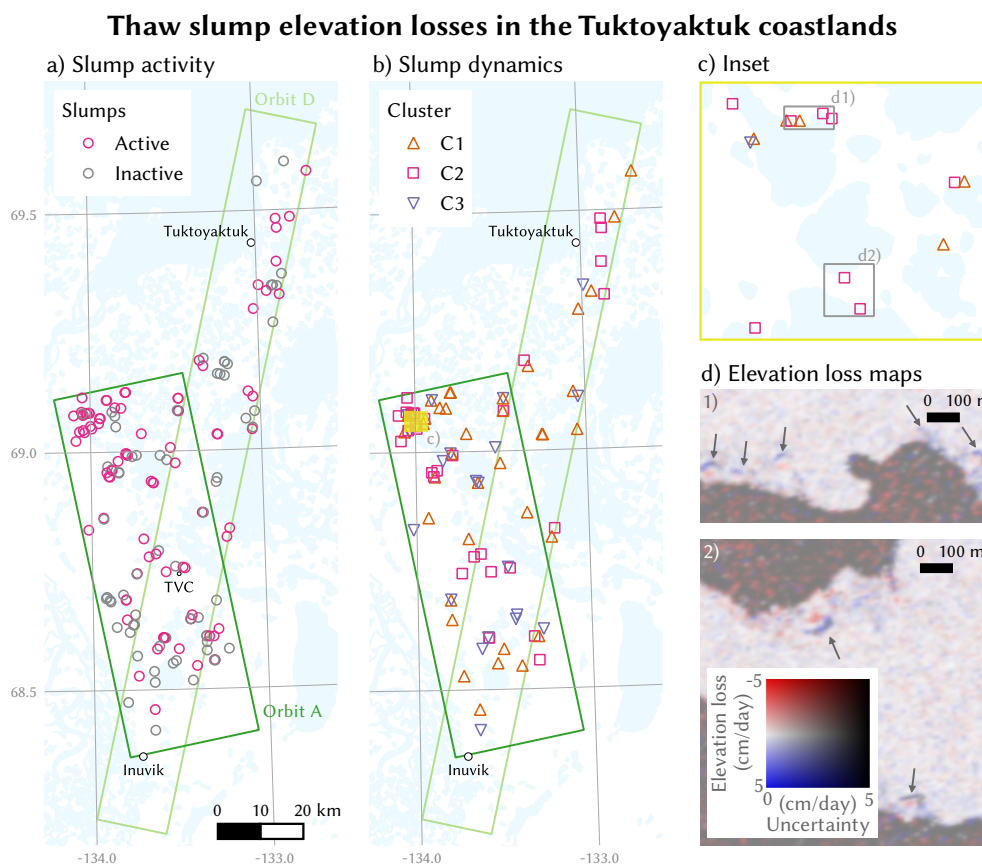 Thaw slump elevation losses in the Tuktoyaktuk coastlands
a) Slump activity
b) Slump dynamics
c) Inset
Slumps
Active
Inactive
Orbit D
69.5
Tuktoyaktuk
69.0
TVC
68.5
Orbit A
Inuvik
0 10 20 km
-134.0
-133.0
Cluster
C1
C2
C3
Tuktoyaktuk
c)
Inuvik
-134.0
-133.0
d1)
d2)
d) Elevation loss maps
1)
0 100 m
2)
0 100 m
Elevation loss
(cm/day)
-5
5
0 (cm/day) 5
Uncertainty